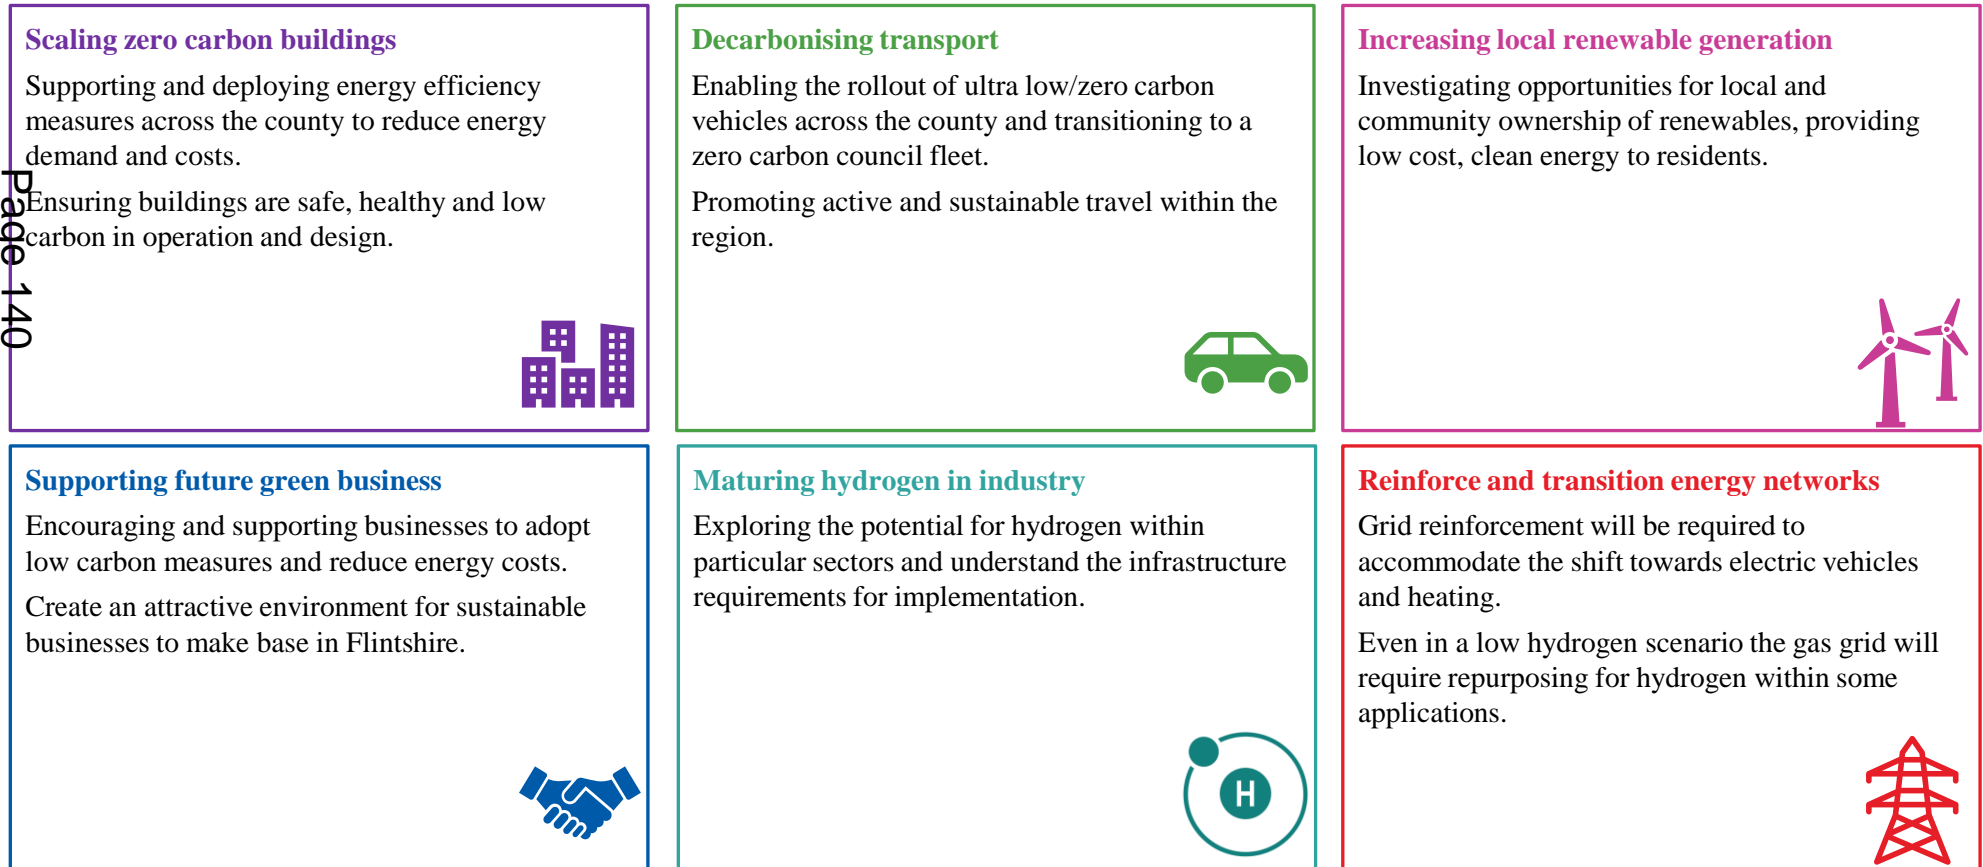 Scaling zero carbon buildings
Supporting and deploying energy efficiency
measures across the county to reduce energy
demand and costs.
Ensuring buildings are safe, healthy and low
carbon in operation and design.
Decarbonising transport
Enabling the rollout of ultra low/zero carbon
vehicles across the county and transitioning to a
zero carbon council fleet.
Promoting active and sustainable travel within the
region.
Increasing local renewable generation
Investigating opportunities for local and
community ownership of renewables, providing
low cost, clean energy to residents.
Page 140
Supporting future green business
Encouraging and supporting businesses to adopt
low carbon measures and reduce energy costs.
Create an attractive environment for sustainable
businesses to make base in Flintshire.
Maturing hydrogen in industry
Exploring the potential for hydrogen within
particular sectors and understand the infrastructure
requirements for implementation.
H
Reinforce and transition energy networks
Grid reinforcement will be required to
accommodate the shift towards electric vehicles
and heating.
Even in a low hydrogen scenario the gas grid will
require repurposing for hydrogen within some
applications.